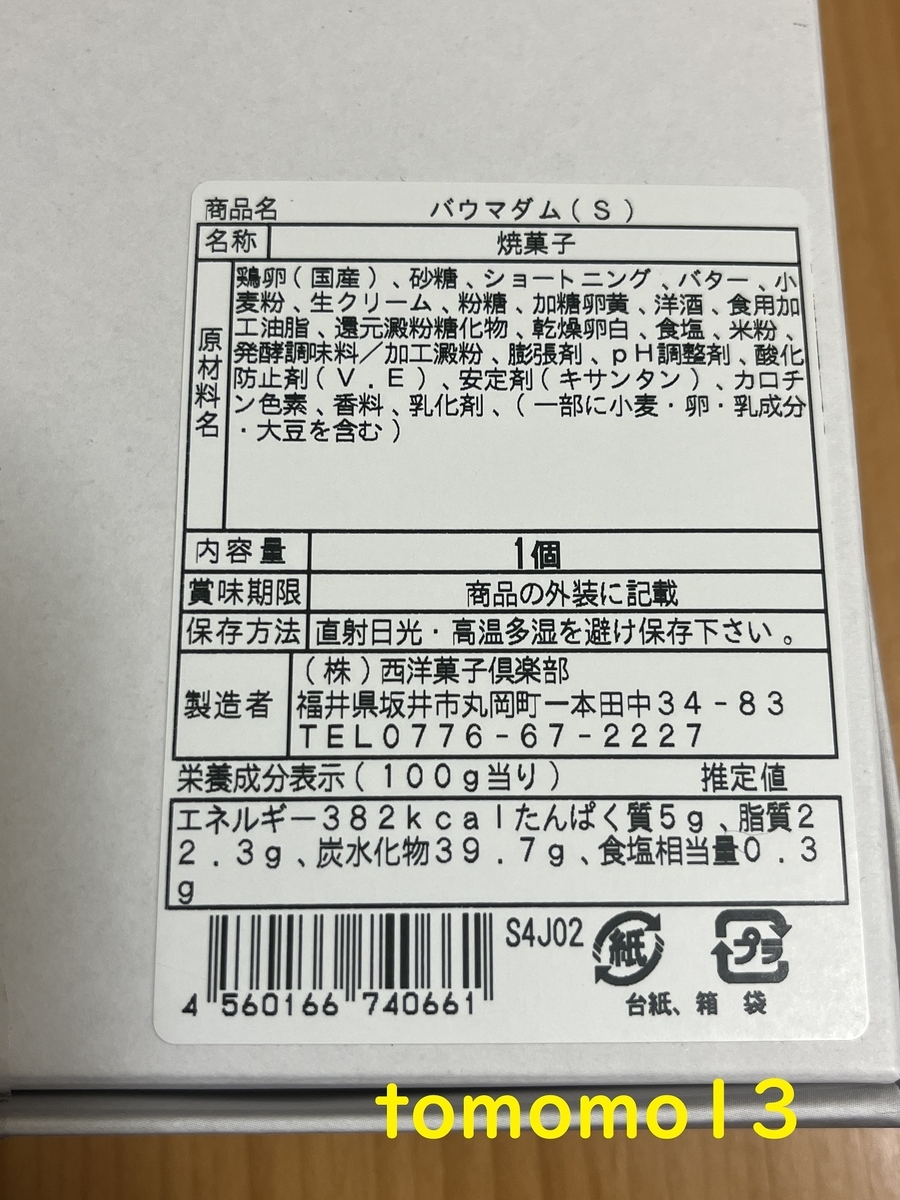 商品名 バウマダム(S)
名称 焼菓子
原材料名
鶏卵(国産)、砂糖、ショートニング、バター、小
麦粉、生クリーム、粉糖、加糖卵黄、洋酒、食用加
工油脂、還元澱粉糖化物、乾燥卵白、食塩、米粉、
発酵調味料/加工澱粉、膨張剤、pH調整剤、酸化
防止剤(V.E)、安定剤(キサンタン)、カロチ
ン色素、香料、乳化剤、(一部に小麦・卵・乳成分
・大豆を含む)
内容量 1個
賞味期限 商品の外装に記載
保存方法 直射日光・高温多湿を避け保存下さい。
製造者
(株)西洋菓子倶楽部
福井県坂井市丸岡町一本田中34-83
TEL0776-67-2227
栄養成分表示(100g当り) 推定値
エネルギー382kcalたんぱく質5g、脂質2
2.3g、炭水化物39.7g、食塩相当量0.3
g
S4J02 紙 プラ
4 560166 740661 台紙、箱 袋
tomomo13